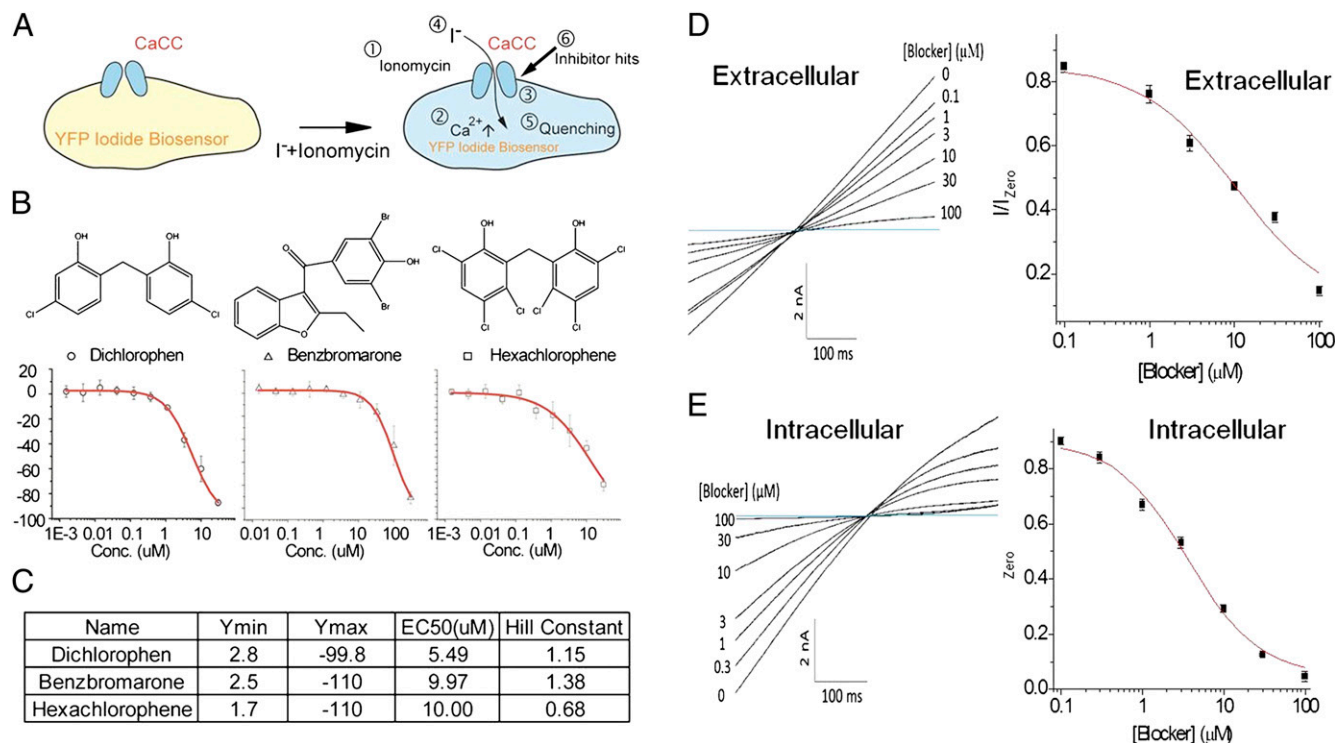 A
CaCC
YFP Iodide Biosensor
I⁻+Ionomycin
① Ionomycin
② Ca²⁺ ↑
③
④ I⁻
CaCC
⑤ Quenching
⑥ Inhibitor hits
YFP Iodide Biosensor
B
OH OH
Cl Cl
O Br OH Br
O
OH OH
Cl Cl
Cl Cl
Cl Cl
Dichlorophen
Benzbromarone
Hexachlorophene
20
0
-20
-40
-60
-80
-100
1E-3 0.01 0.1 1 10
Conc. (uM)
0.01 0.1 1 10 100
Conc. (uM)
1E-3 0.01 0.1 1 10
Conc. (uM)
C
Name Ymin Ymax EC50(uM) Hill Constant
Dichlorophen 2.8 -99.8 5.49 1.15
Benzbromarone 2.5 -110 9.97 1.38
Hexachlorophene 1.7 -110 10.00 0.68
D
Extracellular
[Blocker] (μM)
0
0.1
1
3
10
30
100
2 nA
100 ms
Extracellular
I/I Zero
0.8
0.6
0.4
0.2
0.1 1 10 100
[Blocker] (μM)
E
Intracellular
[Blocker] (μM)
100
30
10
3
1
0.3
0
2 nA
100 ms
Intracellular
Zero
0.8
0.6
0.4
0.2
0.0
0.1 1 10 100
[Blocker] (μM)